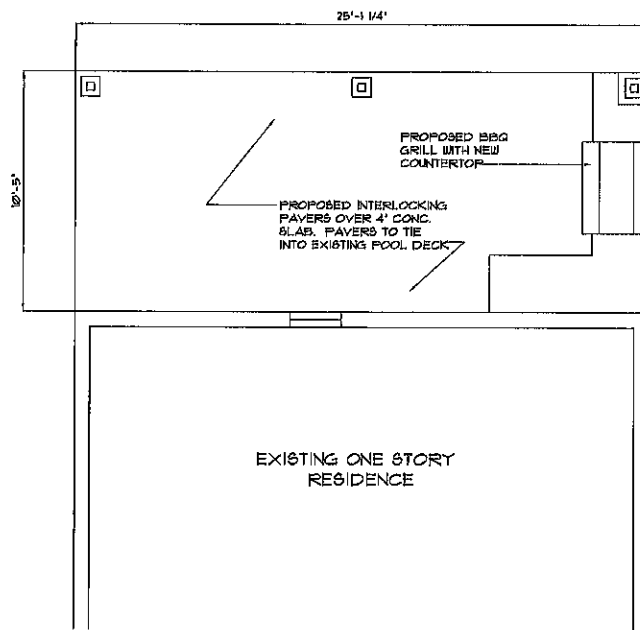 25'-1 1/4"
10'-5"
PROPOSED BBQ
GRILL WITH NEW
COUNTERTOP
PROPOSED INTERLOCKING
PAVERS OVER 4" CONC.
SLAB. PAVERS TO TIE
INTO EXISTING POOL DECK
EXISTING ONE STORY
RESIDENCE